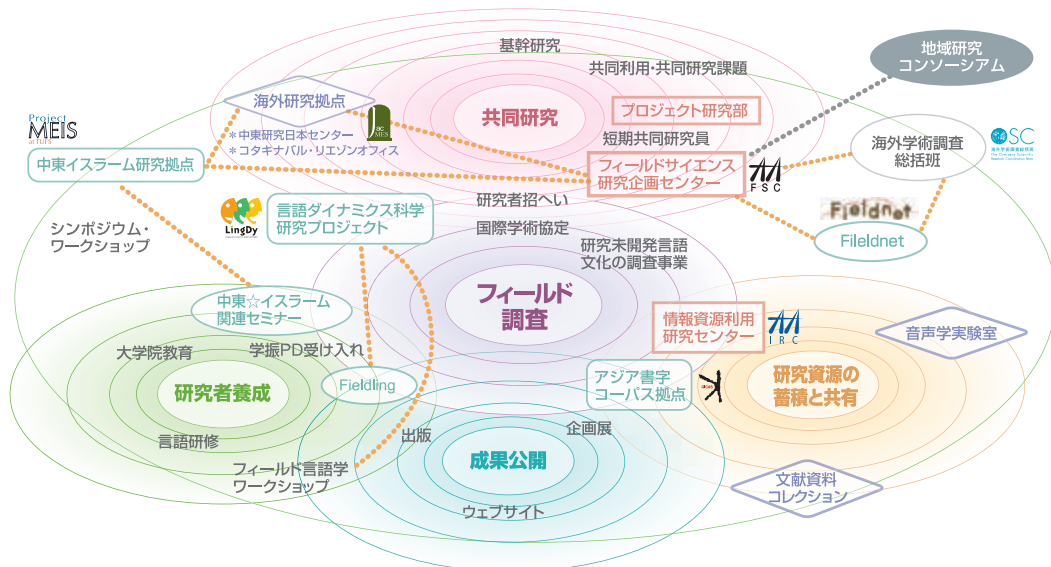 基幹研究
共同利用・共同研究課題
地域研究
コンソーシアム
海外研究拠点
共同研究
プロジェクト研究部
＊中東研究日本センター
＊コタキナバル・リエゾンオフィス
JacMES
短期共同研究員
Project
MEIS
at TUFS
中東イスラーム研究拠点
フィールドサイエンス
研究企画センター
FSC
海外学術調査
総括班
OSC
海外学術調査総括班
研究者招へい
言語ダイナミクス科学
研究プロジェクト
LingDy
国際学術協定
Fieldnet
Fileldnet
シンポジウム・
ワークショップ
研究未開発言語
文化の調査事業
フィールド
調査
中東☆イスラーム
関連セミナー
情報資源利用
研究センター
IRC
音声学実験室
大学院教育
学振PD受け入れ
研究者養成
Fieldling
アジア書字
コーパス拠点
研究資源の
蓄積と共有
言語研修
出版
企画展
成果公開
フィールド言語学
ワークショップ
文献資料
コレクション
ウェブサイト